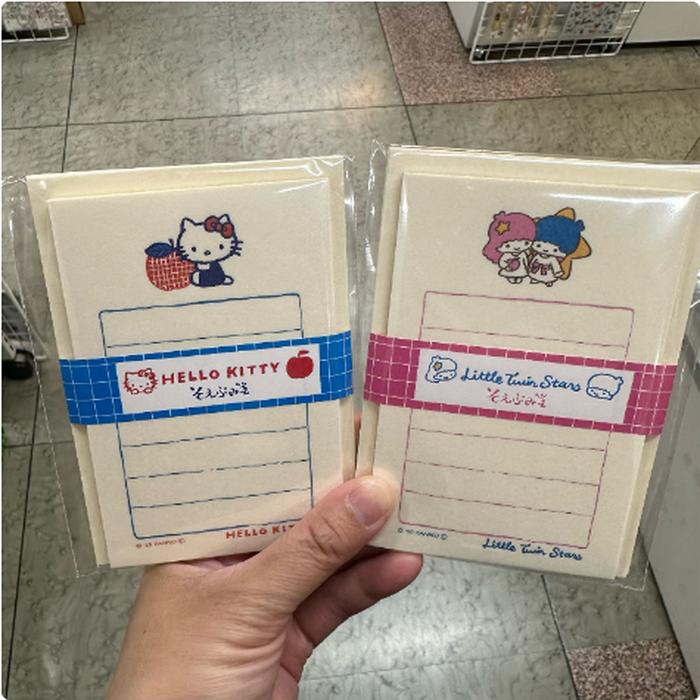 HELLO KITTY
そえぶみ箋
HELLO KIT
Little Twin Stars
そえぶみ箋
Little Twin Stars